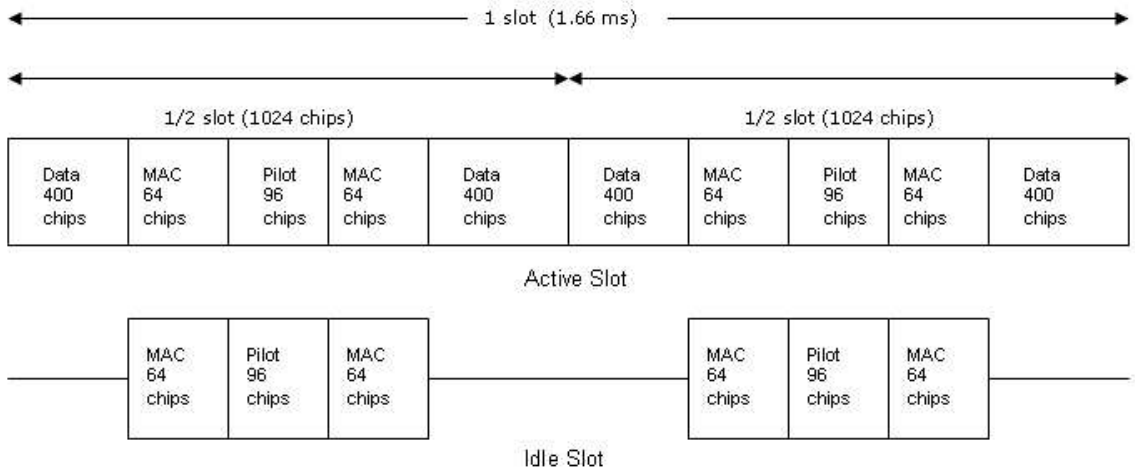 1 slot (1.66 ms)
1/2 slot (1024 chips)
1/2 slot (1024 chips)
Data
400
chips
MAC
64
chips
Pilot
96
chips
MAC
64
chips
Data
400
chips
Data
400
chips
MAC
64
chips
Pilot
96
chips
MAC
64
chips
Data
400
chips
Active Slot
MAC
64
chips
Pilot
96
chips
MAC
64
chips
MAC
64
chips
Pilot
96
chips
MAC
64
chips
Idle Slot